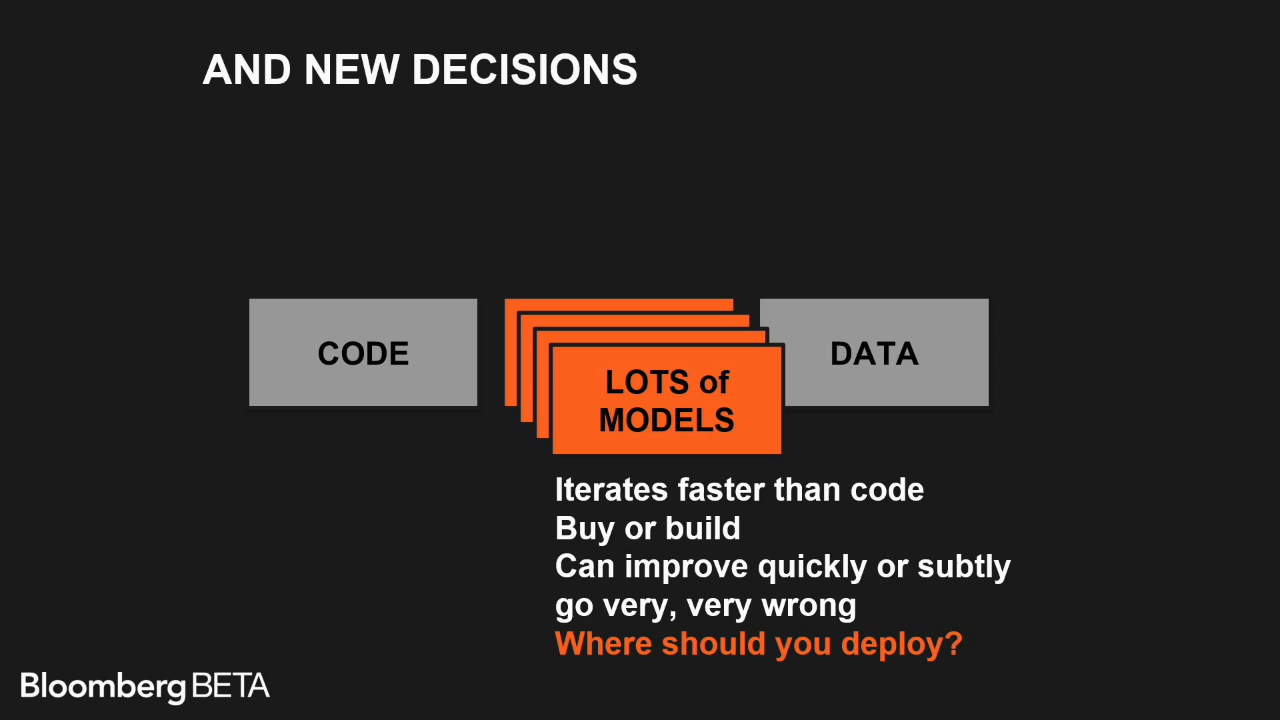 AND NEW DECISIONS
CODE
LOTS of
MODELS
DATA
Iterates faster than code
Buy or build
Can improve quickly or subtly
go very, very wrong
Where should you deploy?
Bloomberg BETA